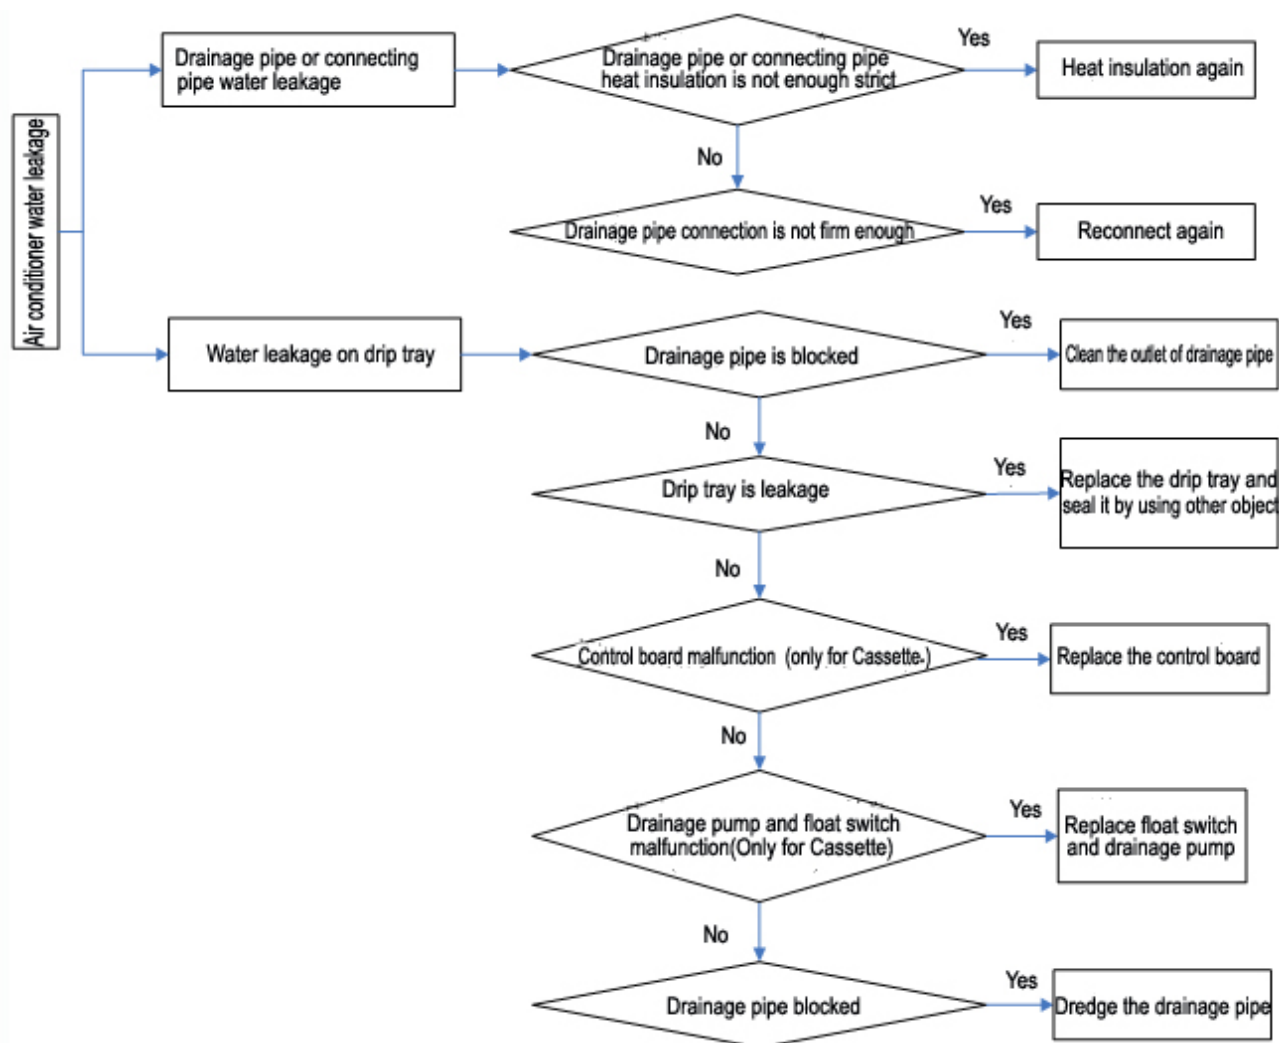 Air conditioner water leakage
Drainage pipe or connecting
pipe water leakage
Drainage pipe or connecting pipe
heat insulation is not enough strict
Yes
Heat insulation again
No
Drainage pipe connection is not firm enough
Yes
Reconnect again
Water leakage on drip tray
Drainage pipe is blocked
Yes
Clean the outlet of drainage pipe
No
Drip tray is leakage
Yes
Replace the drip tray and
seal it by using other object
No
Control board malfunction (only for Cassette.)
Yes
Replace the control board
No
Drainage pump and float switch
malfunction(Only for Cassette)
Yes
Replace float switch
and drainage pump
No
Drainage pipe blocked
Yes
Dredge the drainage pipe